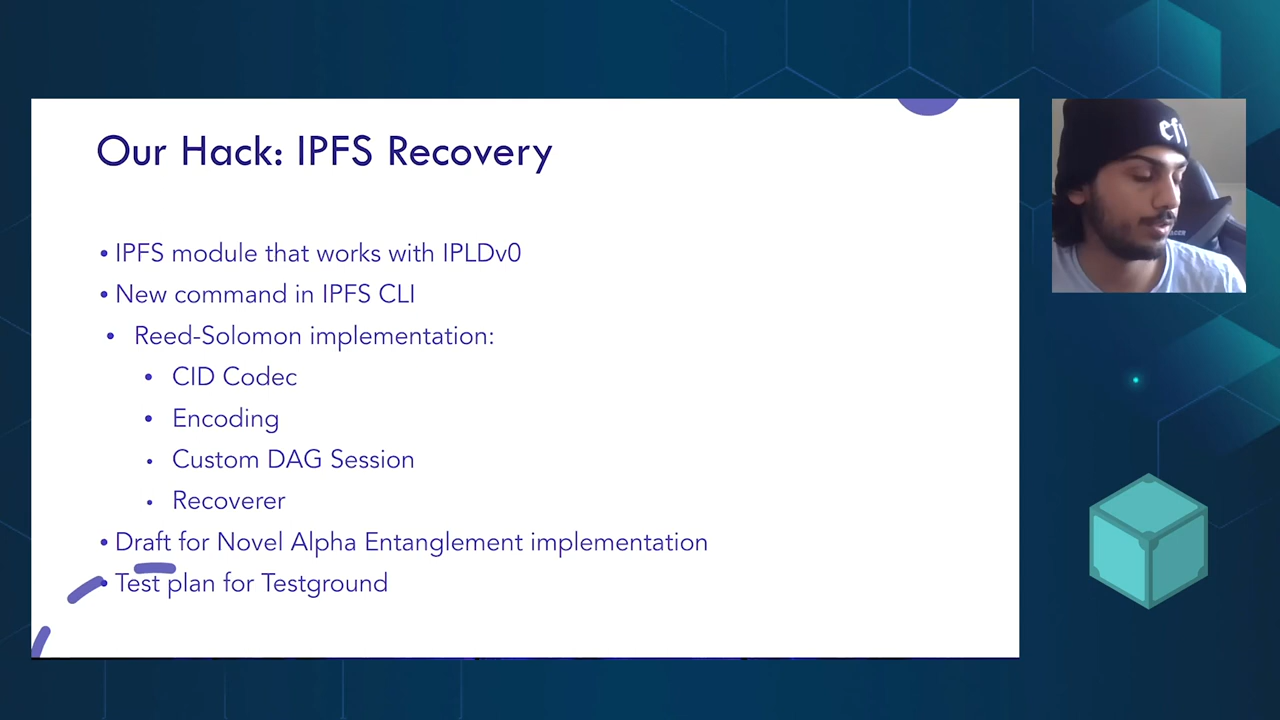 Our Hack: IPFS Recovery
• IPFS module that works with IPLDv0
• New command in IPFS CLI
• Reed-Solomon implementation:
• CID Codec
• Encoding
• Custom DAG Session
• Recoverer
• Draft for Novel Alpha Entanglement implementation
• Test plan for Testground